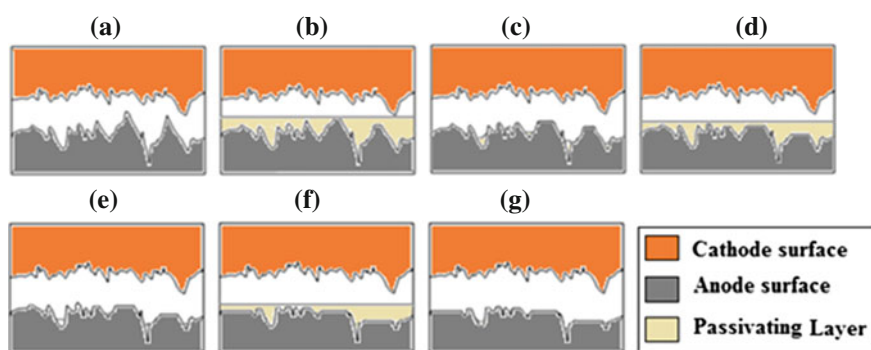 (a) (b) (c) (d)
(e) (f) (g)
Cathode surface
Anode surface
Passivating Layer